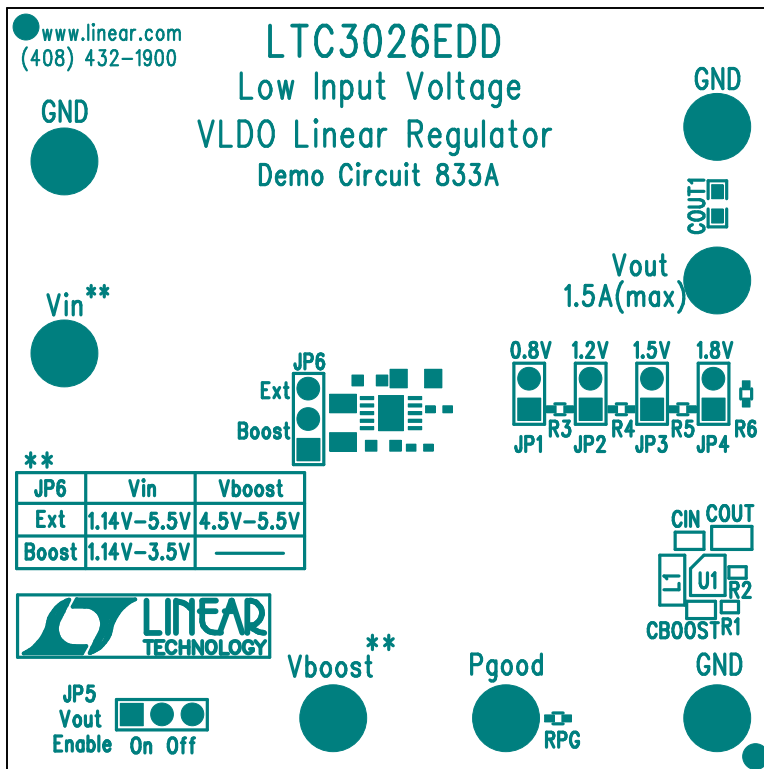 www.linear.com
(408) 432-1900
LTC3026EDD
Low Input Voltage
VLDO Linear Regulator
Demo Circuit 833A
GND
GND
COUT1
Vout
1.5A(max)
Vin**
JP6
Ext
Boost
0.8V 1.2V 1.5V 1.8V
R3 R4 R5 R6
JP1 JP2 JP3 JP4
**
JP6 Vin Vboost
Ext 1.14V-5.5V 4.5V-5.5V
Boost 1.14V-3.5V ——
CIN COUT
L1 U1 R2
CBOOST R1
LINEAR
TECHNOLOGY
Vboost** Pgood GND
JP5
Vout
Enable On Off
RPG